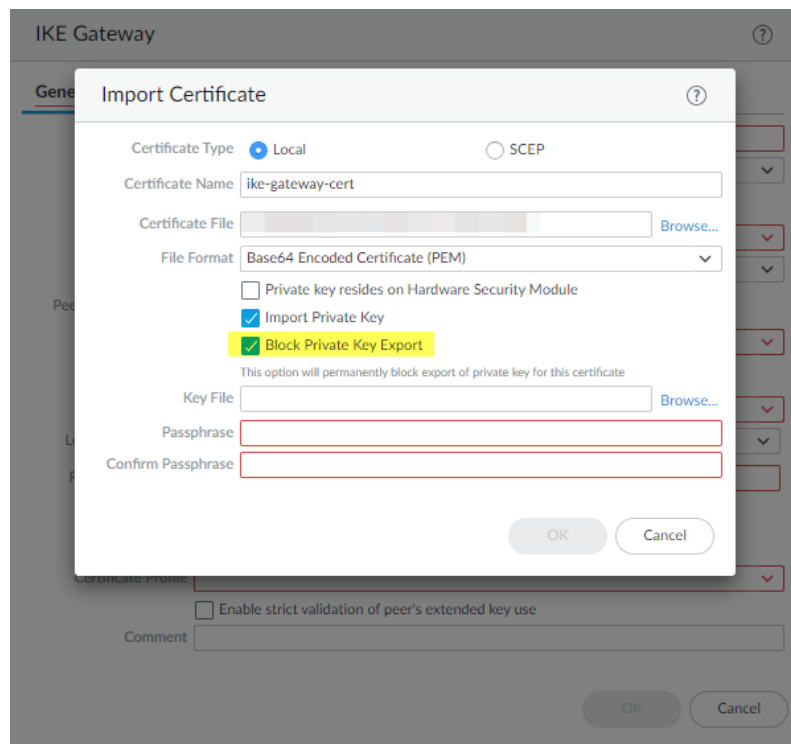 IKE Gateway
Gene
Import Certificate
Certificate Type Local SCEP
Certificate Name ike-gateway-cert
Certificate File Browse...
File Format Base64 Encoded Certificate (PEM)
Private key resides on Hardware Security Module
Import Private Key
Block Private Key Export
This option will permanently block export of private key for this certificate
Pee
Key File Browse...
Passphrase
Confirm Passphrase
OK Cancel
Certificate Profile
Enable strict validation of peer's extended key use
Comment
OK Cancel